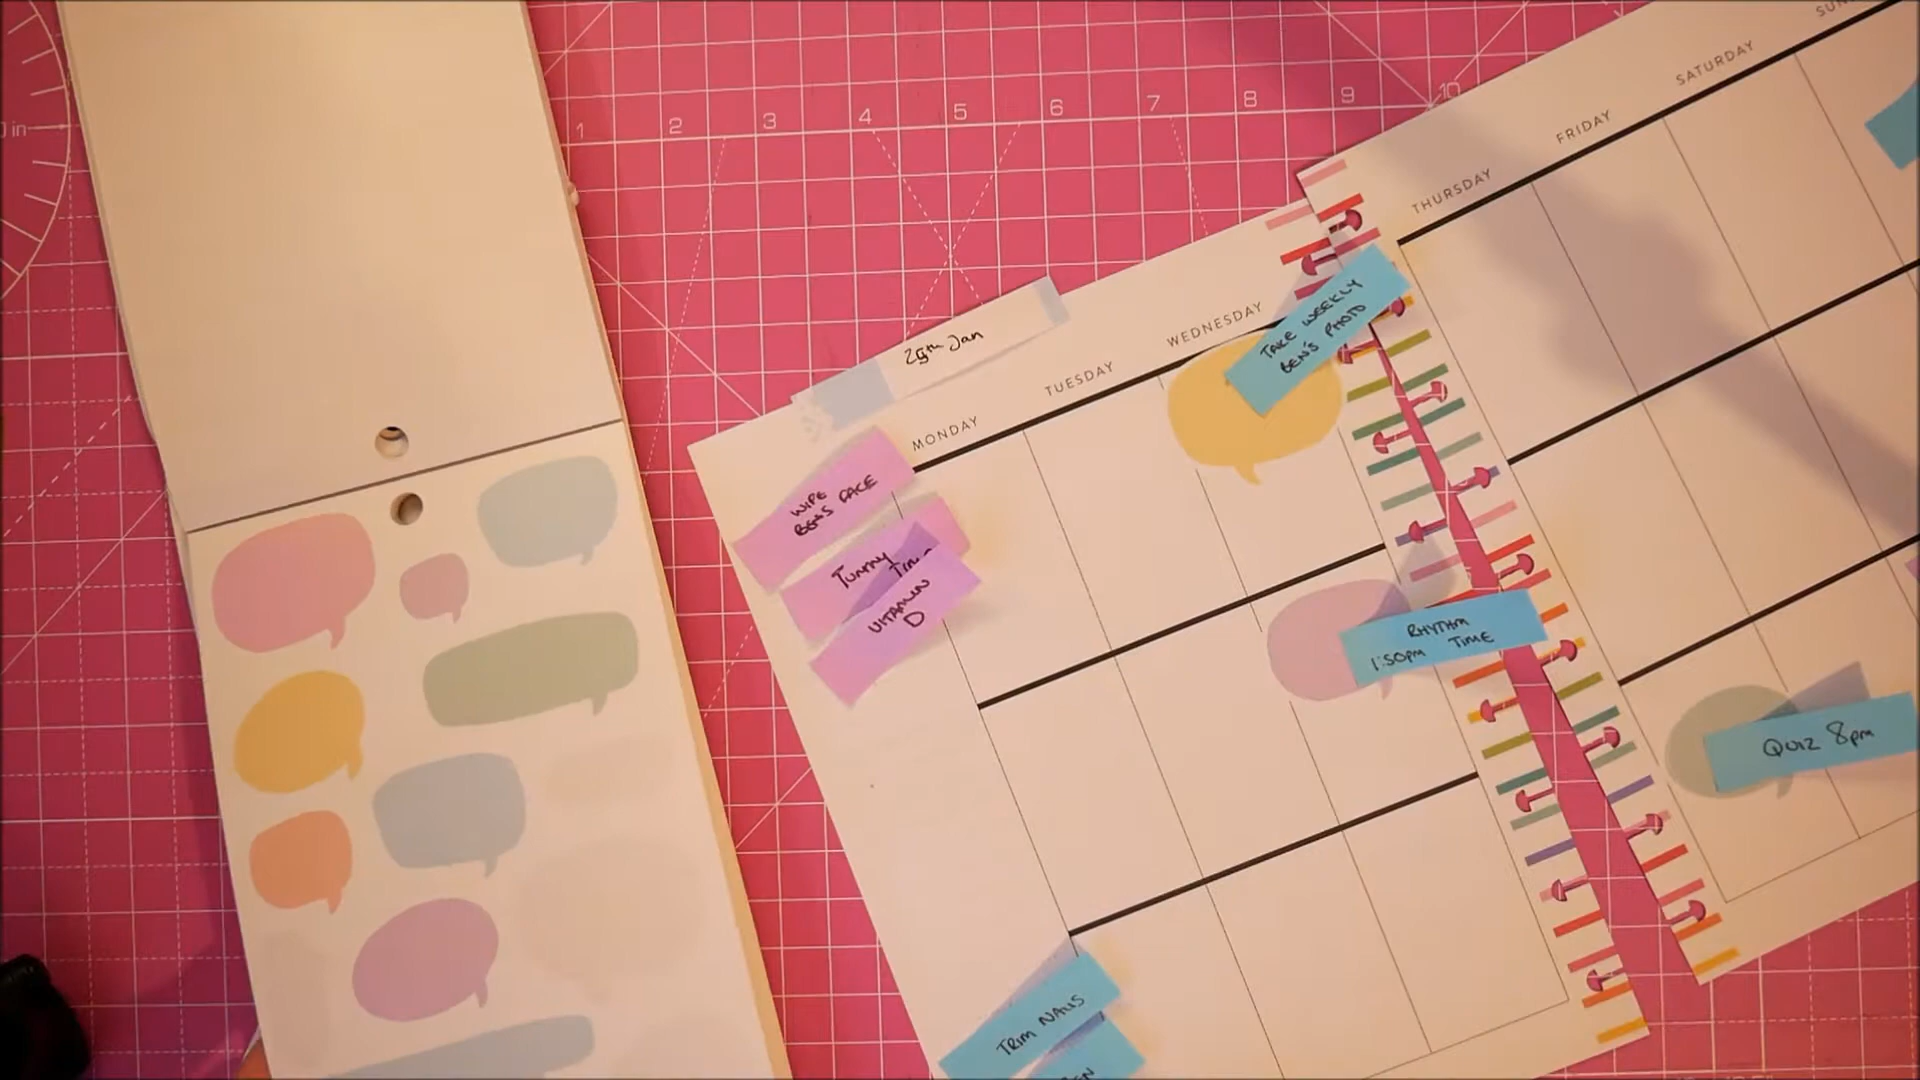 1
2
3
4
5
6
7
8
9
10
in
SATURDAY
FRIDAY
THURSDAY
WEDNESDAY
TUESDAY
MONDAY
29th Jan
TAKE WEEKLY
BEN'S PHOTO
WIPE
BEN'S FACE
TUMMY
VITAMIN
D
RHYTHM
1:50pm TIME
QUIZ 8pm
TRIM NAILS